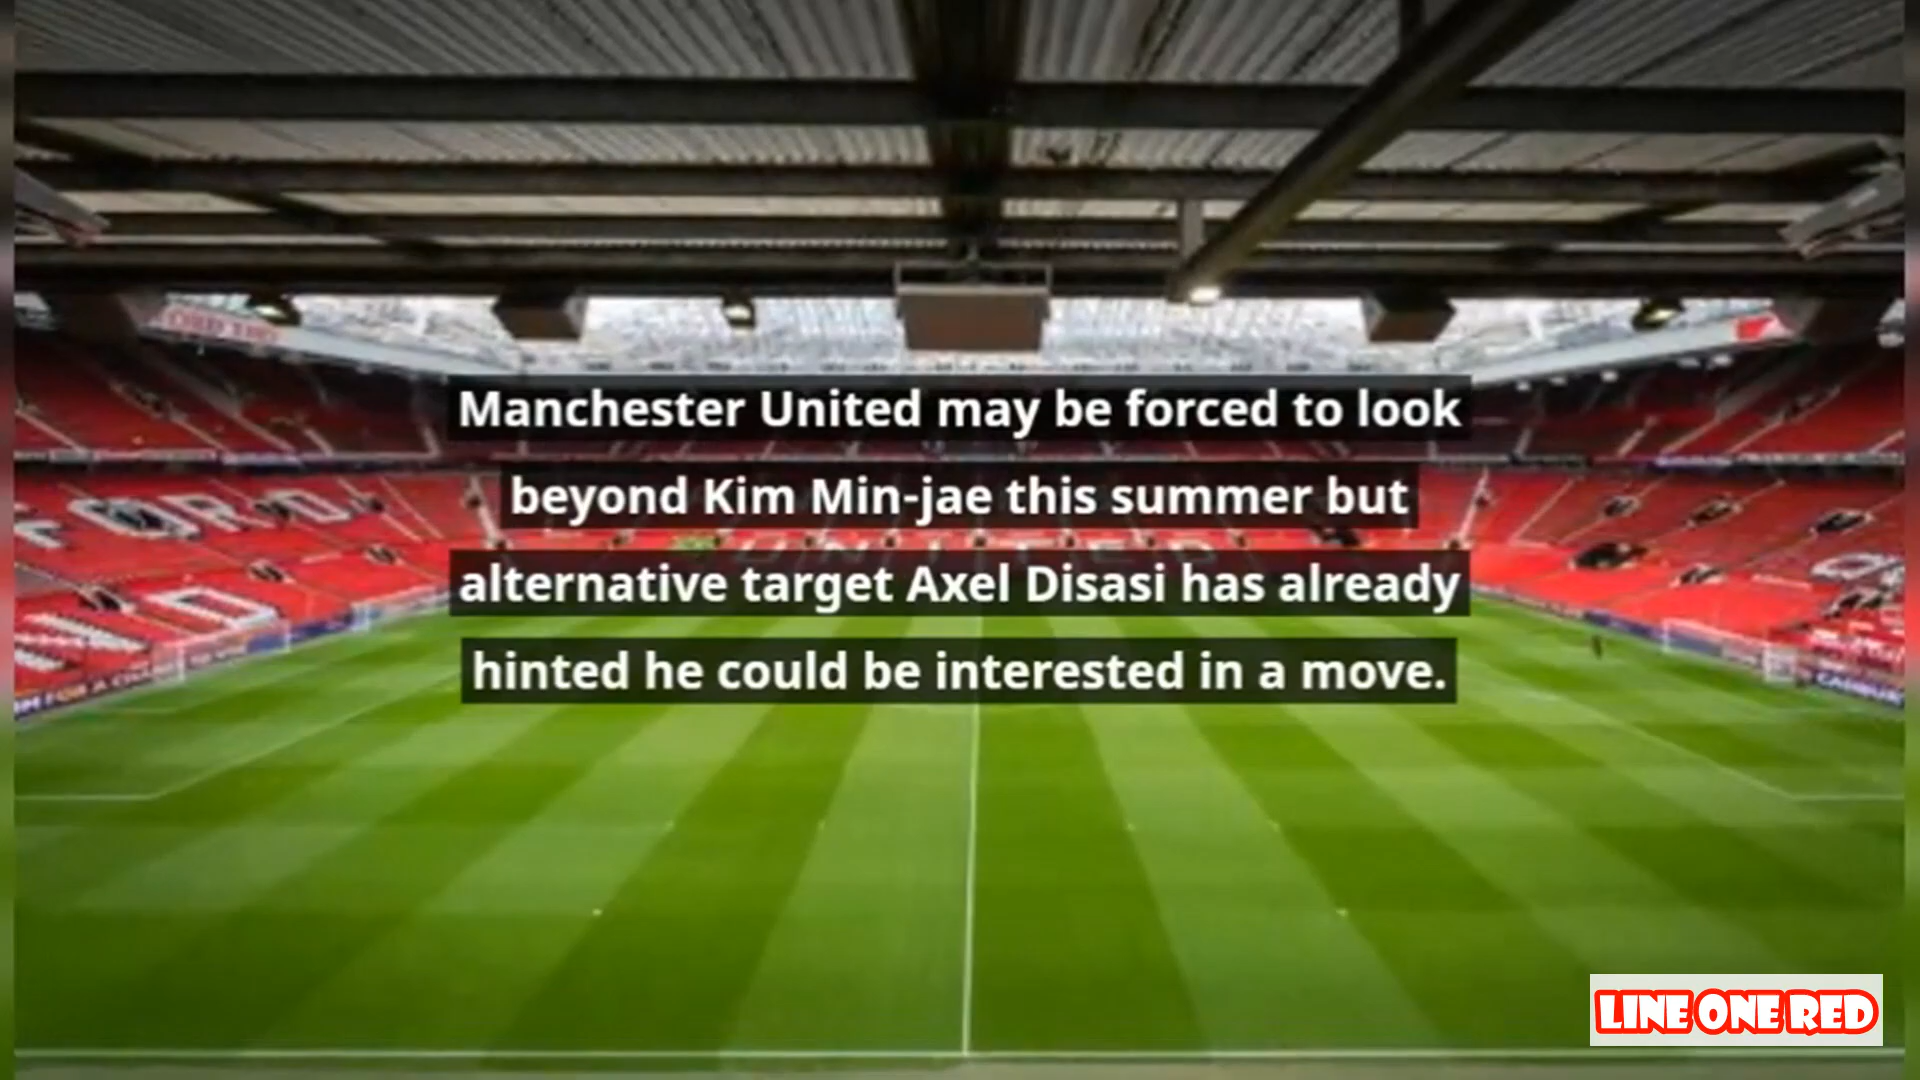 Manchester United may be forced to look
beyond Kim Min-jae this summer but
alternative target Axel Disasi has already
hinted he could be interested in a move.
UNITED
LINE ONE RED